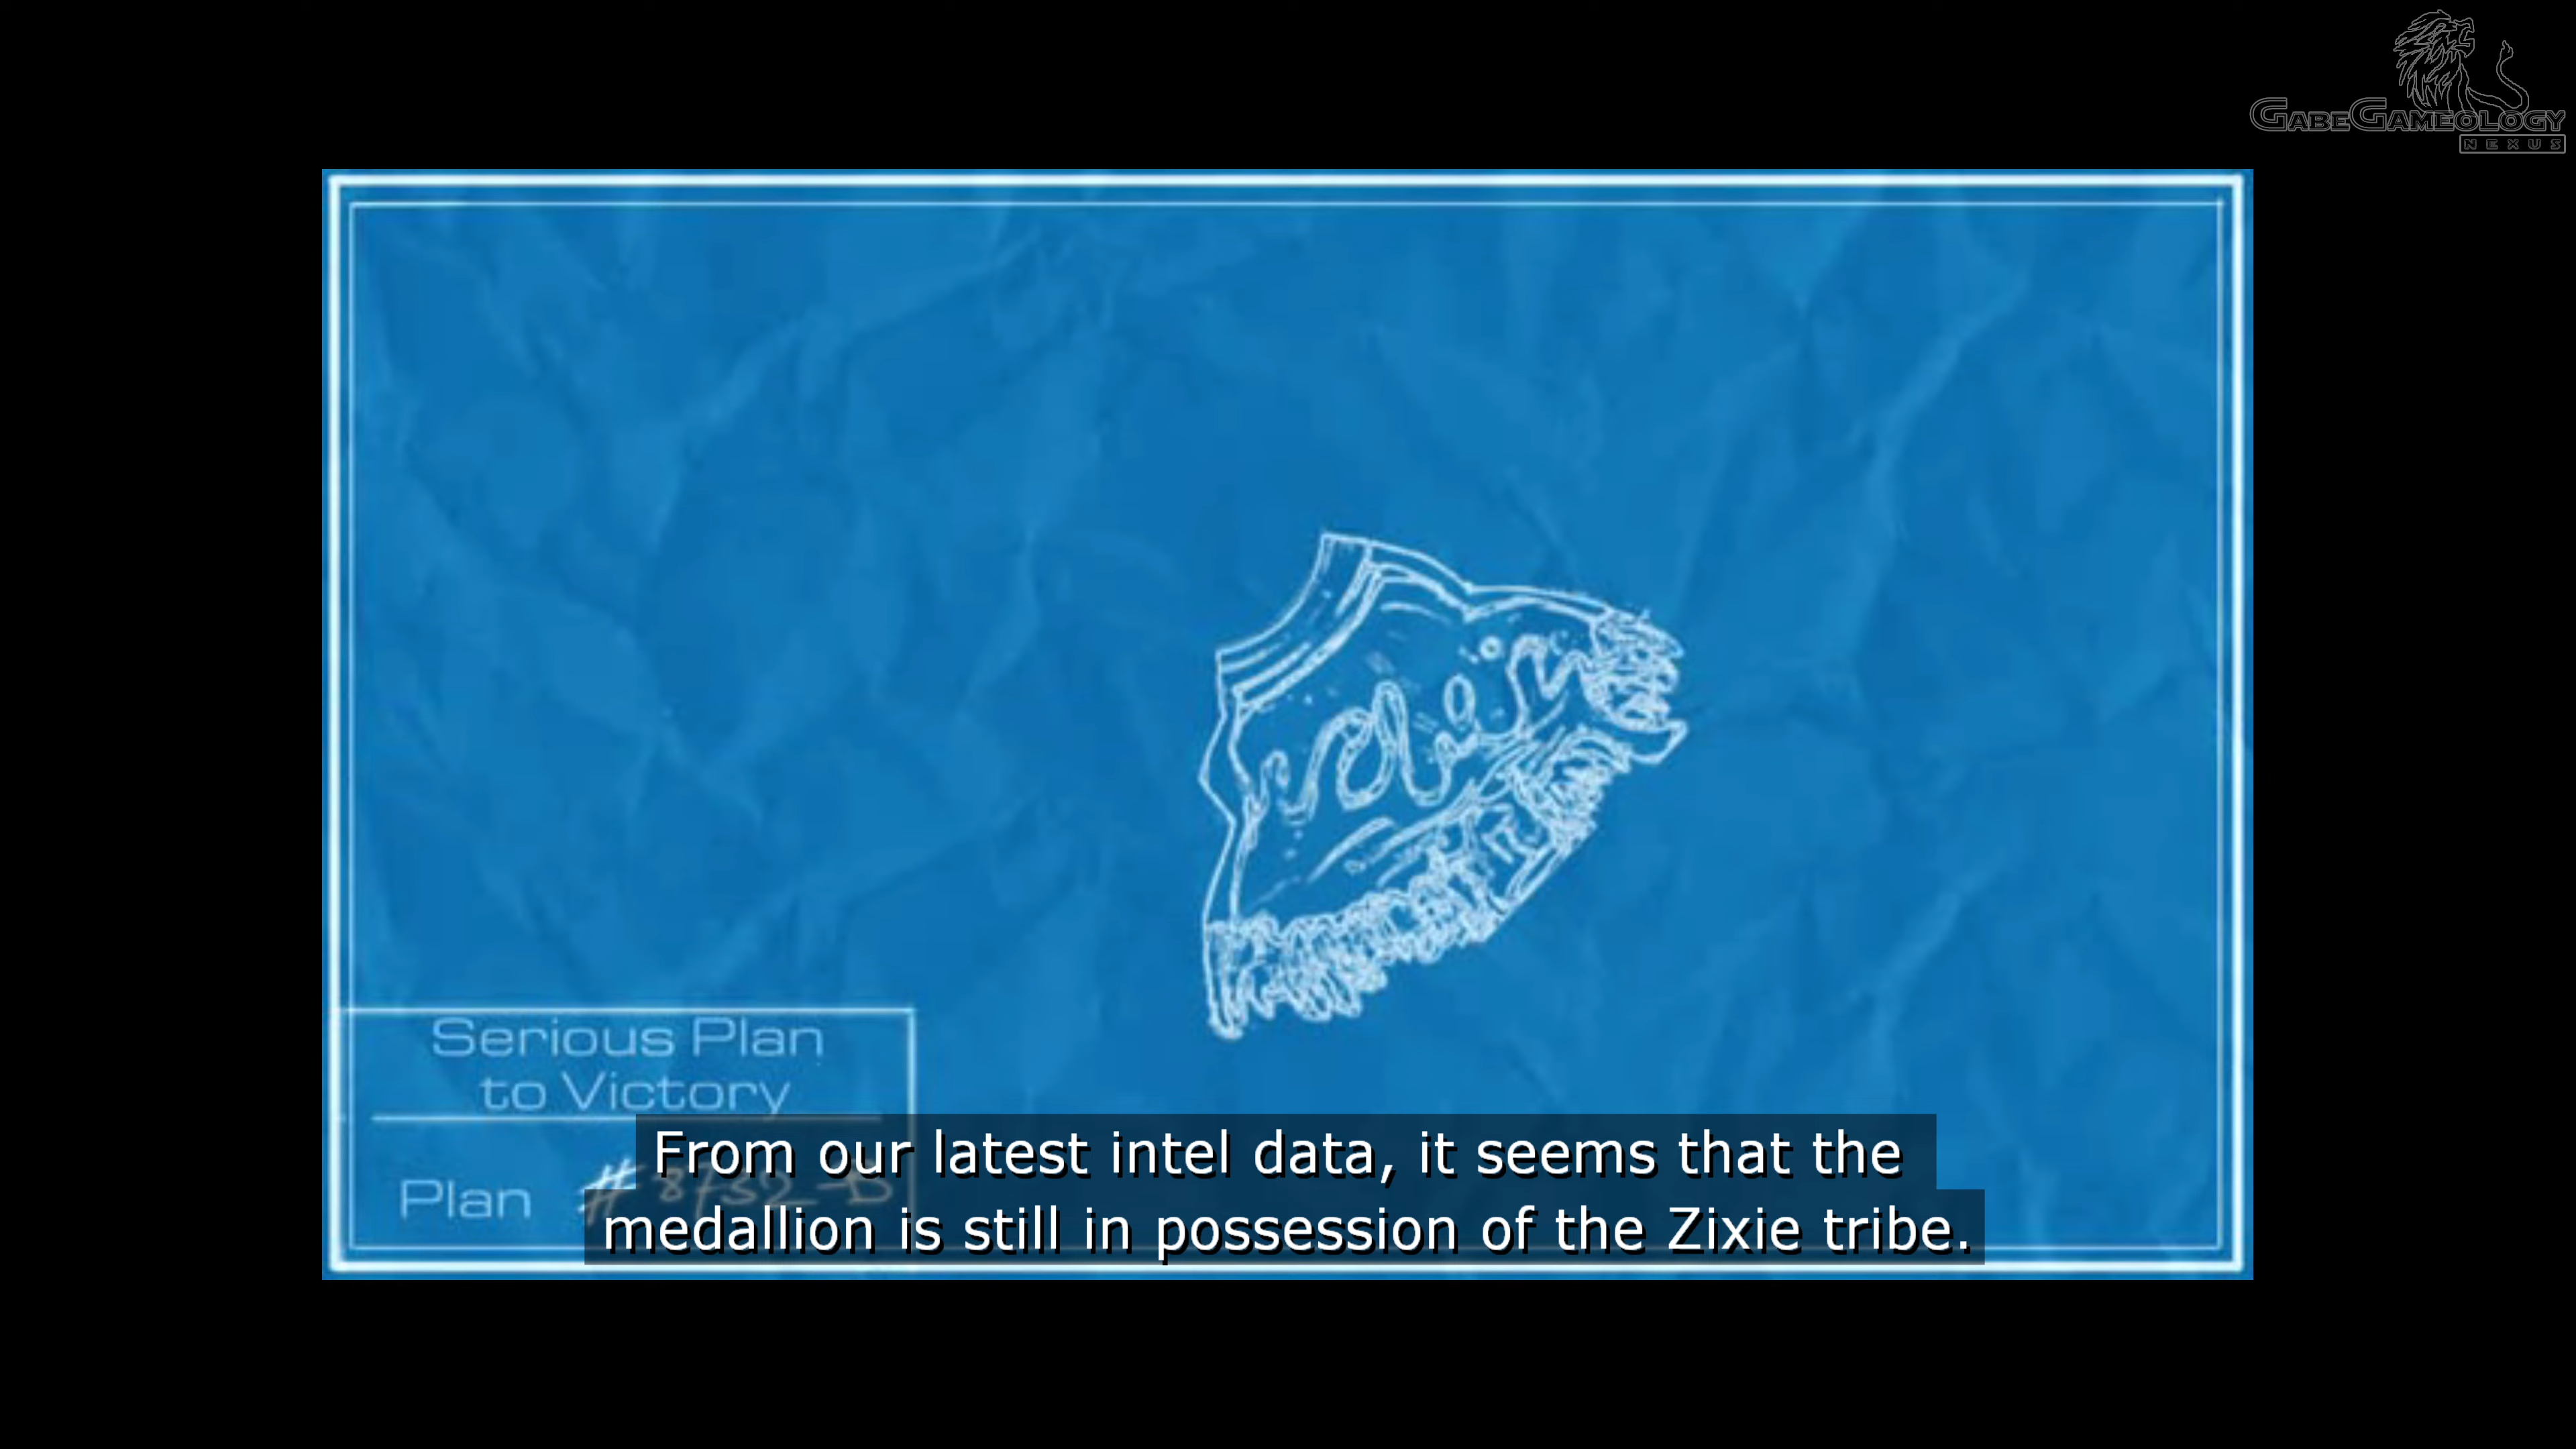 GABEGAMEOLOGY
NEXUS
Serious Plan
to Victory
Plan #8732-B
From our latest intel data, it seems that the
medallion is still in possession of the Zixie tribe.